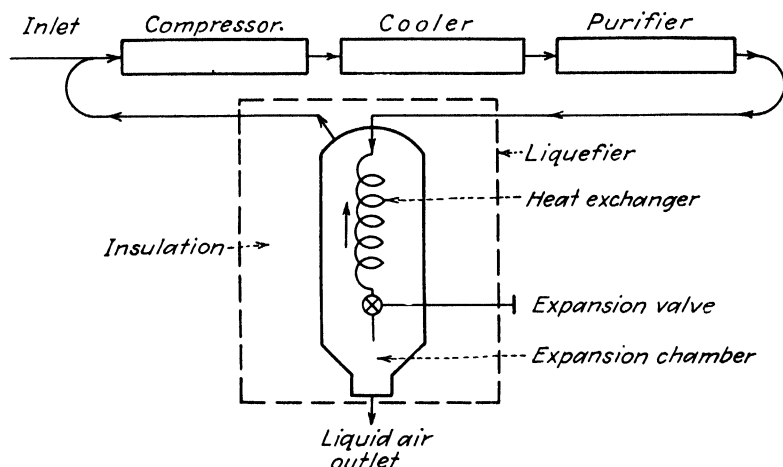 Inlet
Compressor.
Cooler
Purifier
Liquefier
Heat exchanger
Insulation
Expansion valve
Expansion chamber
Liquid air
outlet